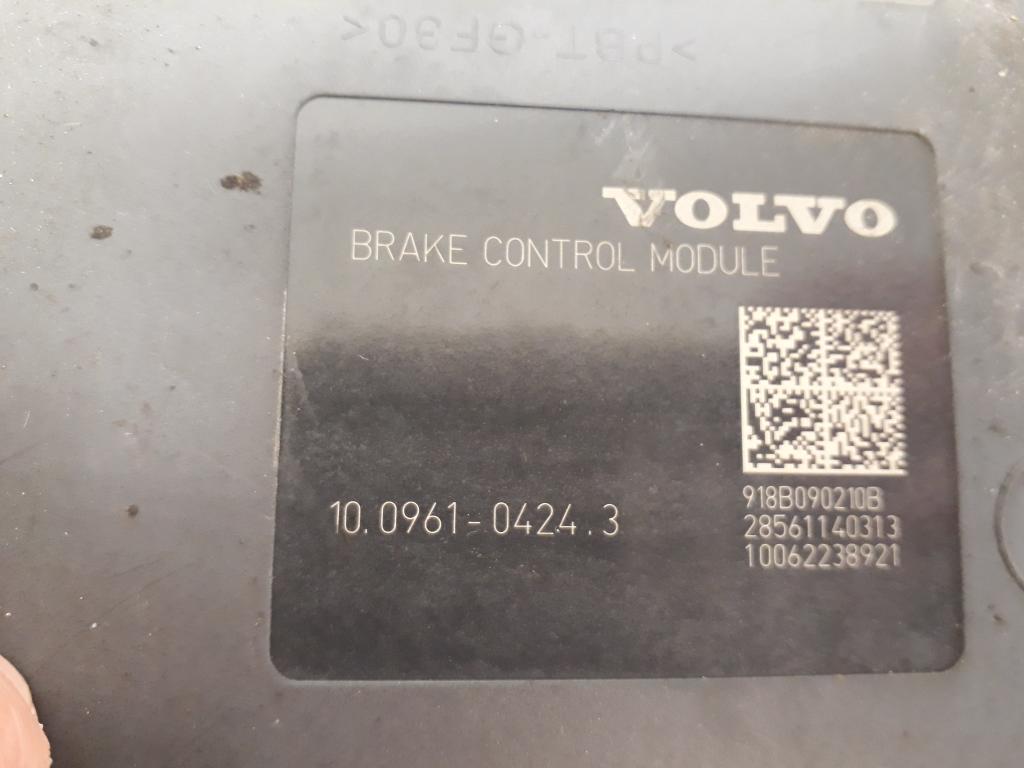 >PBT-GF30<
VOLVO
BRAKE CONTROL MODULE
10.0961-0424.3
918B090210B
28561140313
10062238921